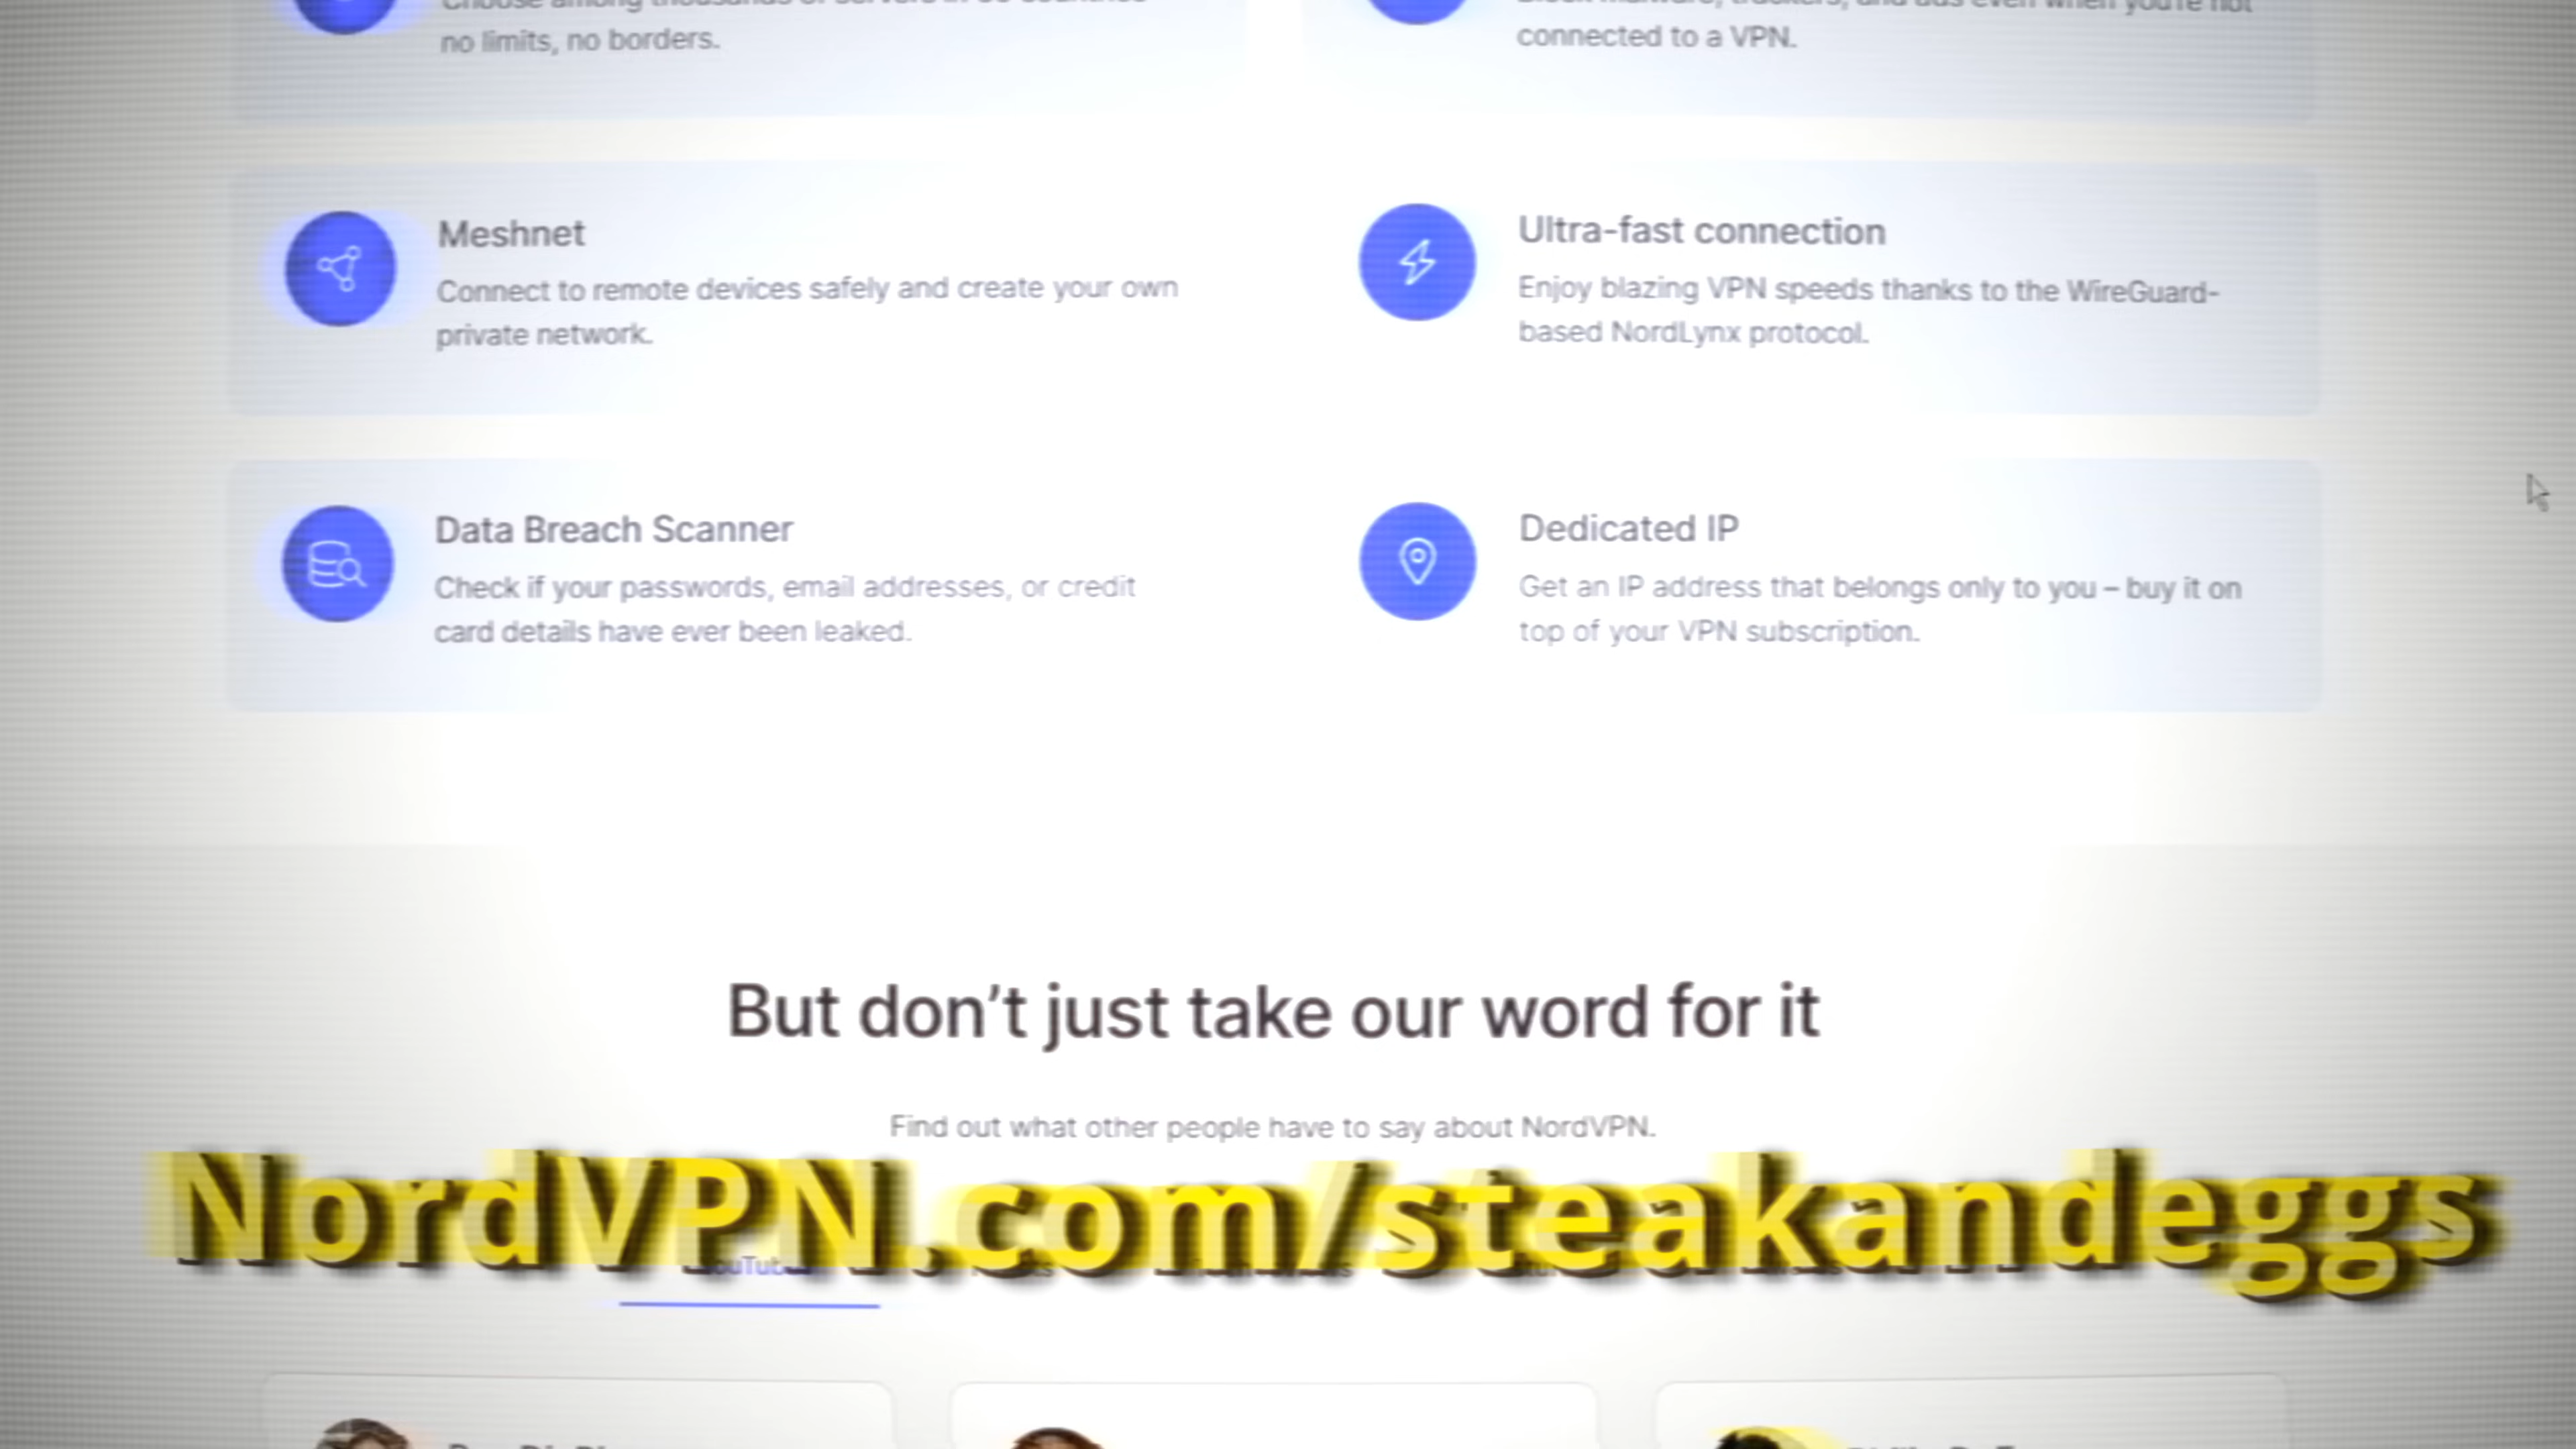 no limits, no borders.
connected to a VPN.
Meshnet
Connect to remote devices safely and create your own
private network.
Ultra-fast connection
Enjoy blazing VPN speeds thanks to the WireGuard-
based NordLynx protocol.
Data Breach Scanner
Check if your passwords, email addresses, or credit
card details have ever been leaked.
Dedicated IP
Get an IP address that belongs only to you – buy it on
top of your VPN subscription.
But don't just take our word for it
Find out what other people have to say about NordVPN.
NordVPN.com/steakandeggs